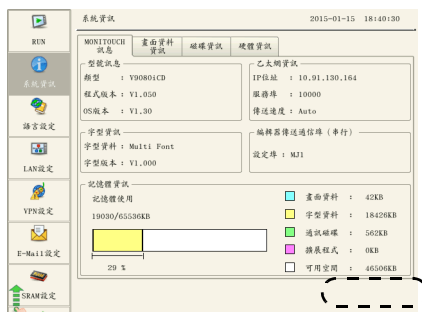 系統資訊
2015-01-15 18:40:30
RUN
系統資訊
語言設定
LAN設定
VPN設定
E-Mail設定
SRAM設定
MONITOUCH
訊息
畫面資料
資訊
磁碟資訊
硬體資訊
型號訊息
類型 : V9080iCD
程式版本 : V1.050
OS版本 : V1.30
乙太網資訊
IP位址 : 10.91.130.164
服務埠 : 10000
傳送速度 : Auto
字型資訊
字型資料 : Multi Font
字型版本 : V1.000
編輯器傳送通信埠 (串行)
設定埠 : MJ1
記憶體資訊
記憶體使用
19030/65536KB
29 %
畫面資料 : 42KB
字型資料 : 18426KB
通訊磁碟 : 562KB
擴展程式 : 0KB
可用空間 : 46506KB